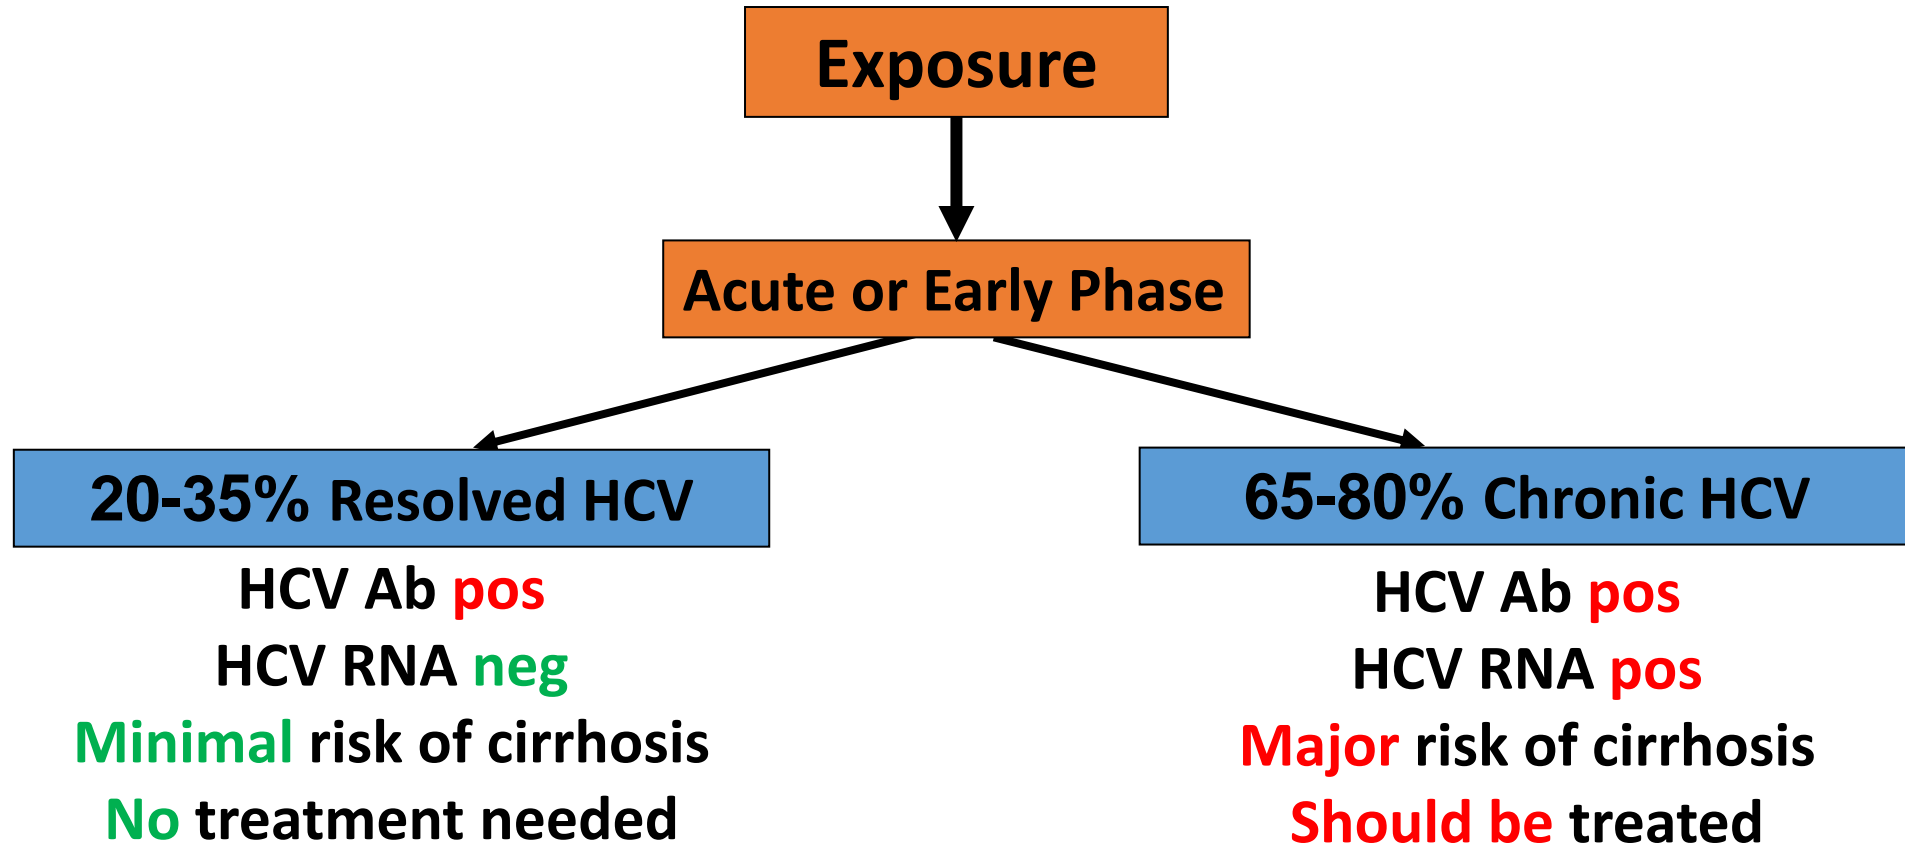 Exposure
Acute or Early Phase
20-35% Resolved HCV
HCV Ab pos
HCV RNA neg
Minimal risk of cirrhosis
No treatment needed
65-80% Chronic HCV
HCV Ab pos
HCV RNA pos
Major risk of cirrhosis
Should be treated